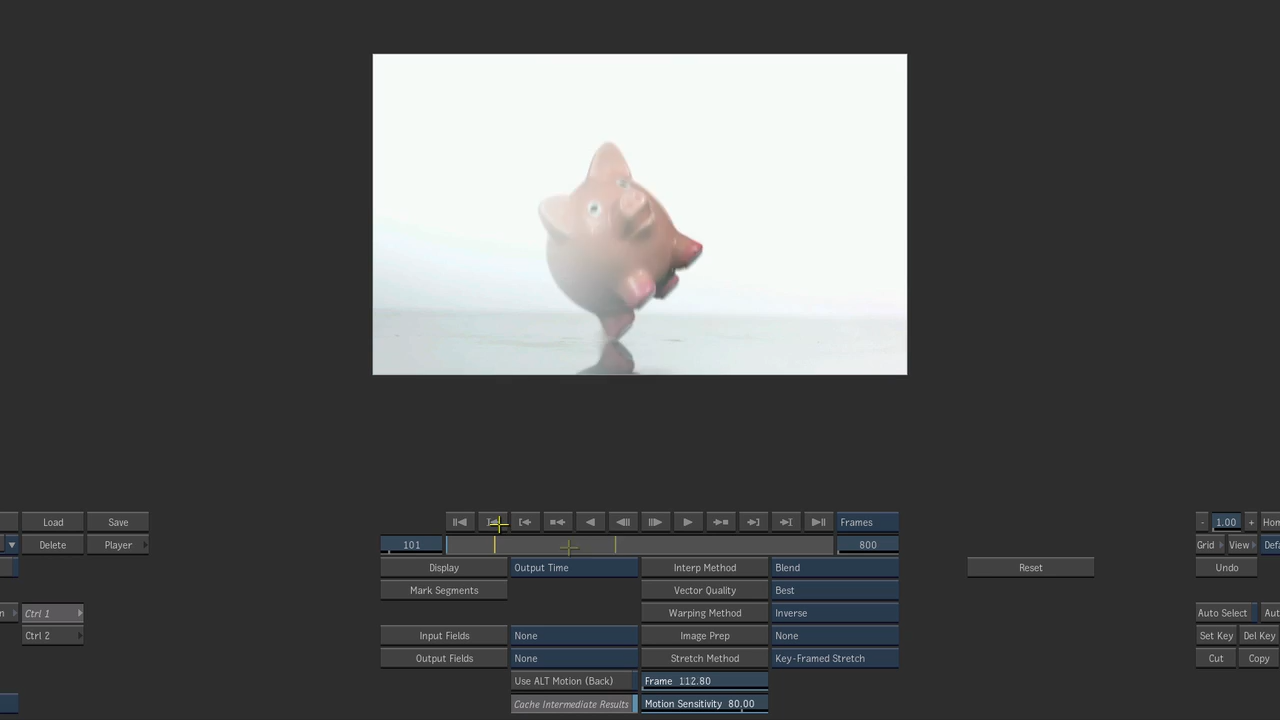 Load Save Frames - 1.00 + Hom
Delete Player 101 800 Grid View Defa
Display Output Time Interp Method Blend Reset Undo
Mark Segments Vector Quality Best
n Ctrl 1 Warping Method Inverse Auto Select Aut
Ctrl 2 Input Fields None Image Prep None Set Key Del Key
Output Fields None Stretch Method Key-Framed Stretch Cut Copy
Use ALT Motion (Back) Frame 112.80
Cache Intermediate Results Motion Sensitivity 80.00